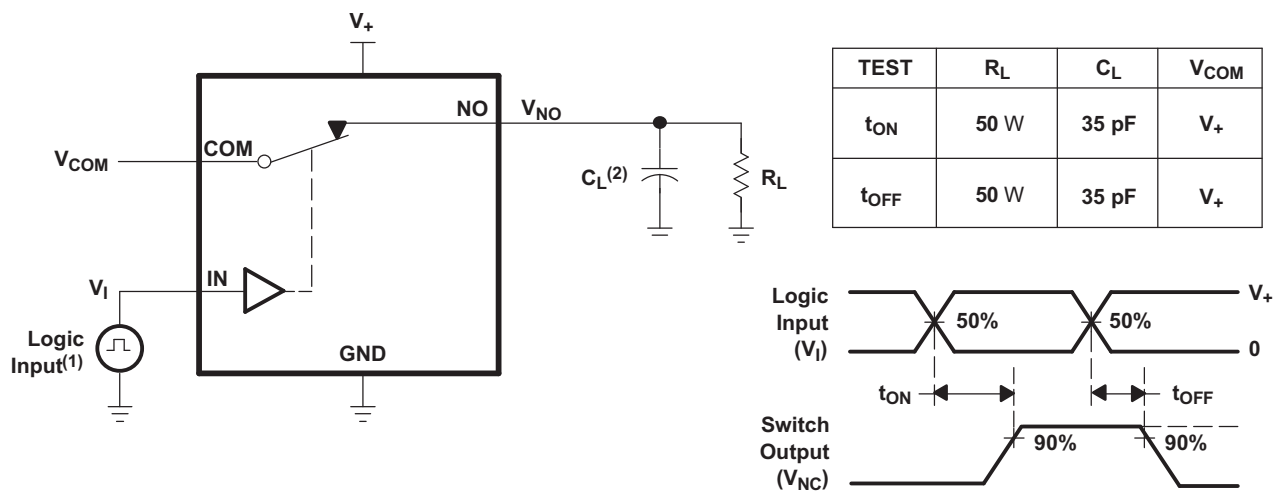 V+
NO
VNO
COM
VCOM
CL(2)
RL
IN
VI
Logic
Input(1)
GND
TEST RL CL VCOM
tON 50 W 35 pF V+
tOFF 50 W 35 pF V+
Logic
Input
(VI)
50%
50%
V+
0
tON
tOFF
Switch
Output
(VNC)
90%
90%